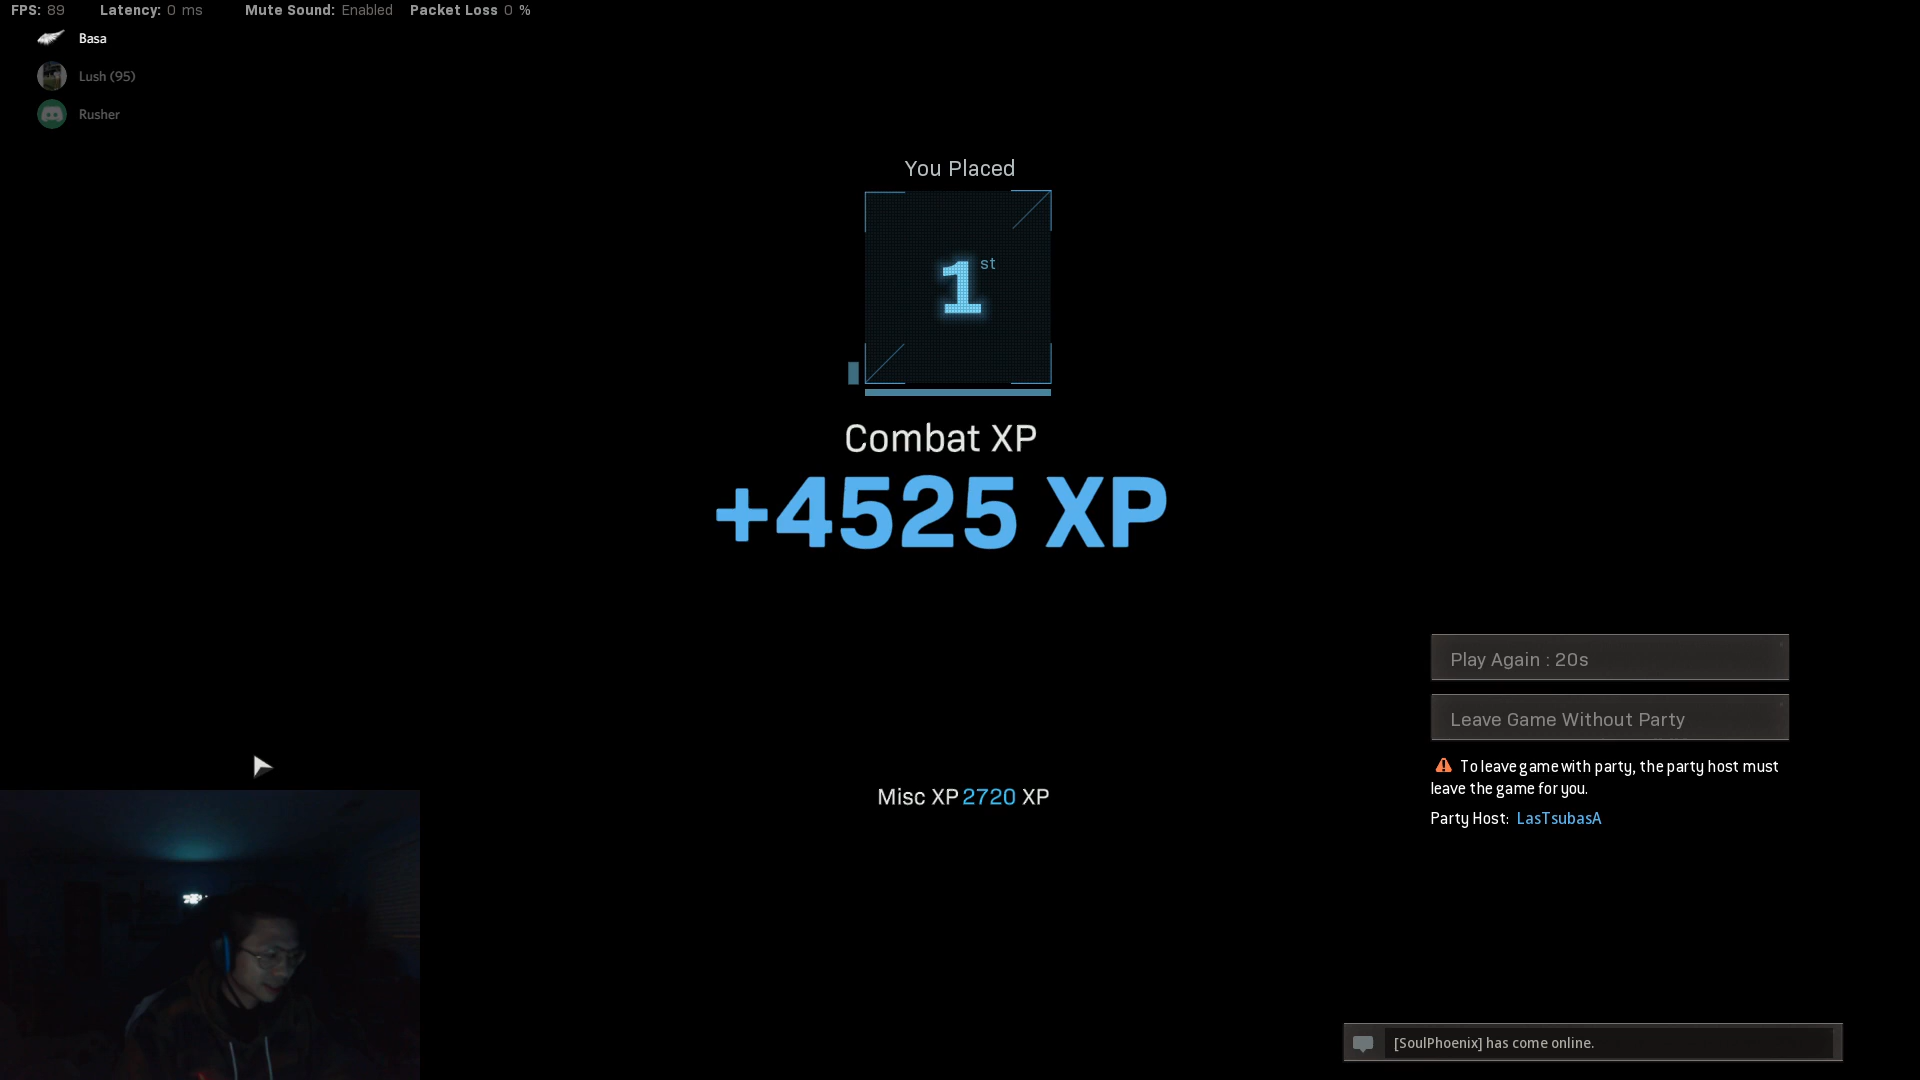 FPS: 89 Latency: 0 ms Mute Sound: Enabled Packet Loss 0 %
Basa
Lush (95)
Rusher
You Placed
1st
Combat XP
+4525 XP
Play Again : 20s
Leave Game Without Party
To leave game with party, the party host must
leave the game for you.
Misc XP 2720 XP
Party Host: LasTsubasA
[SoulPhoenix] has come online.